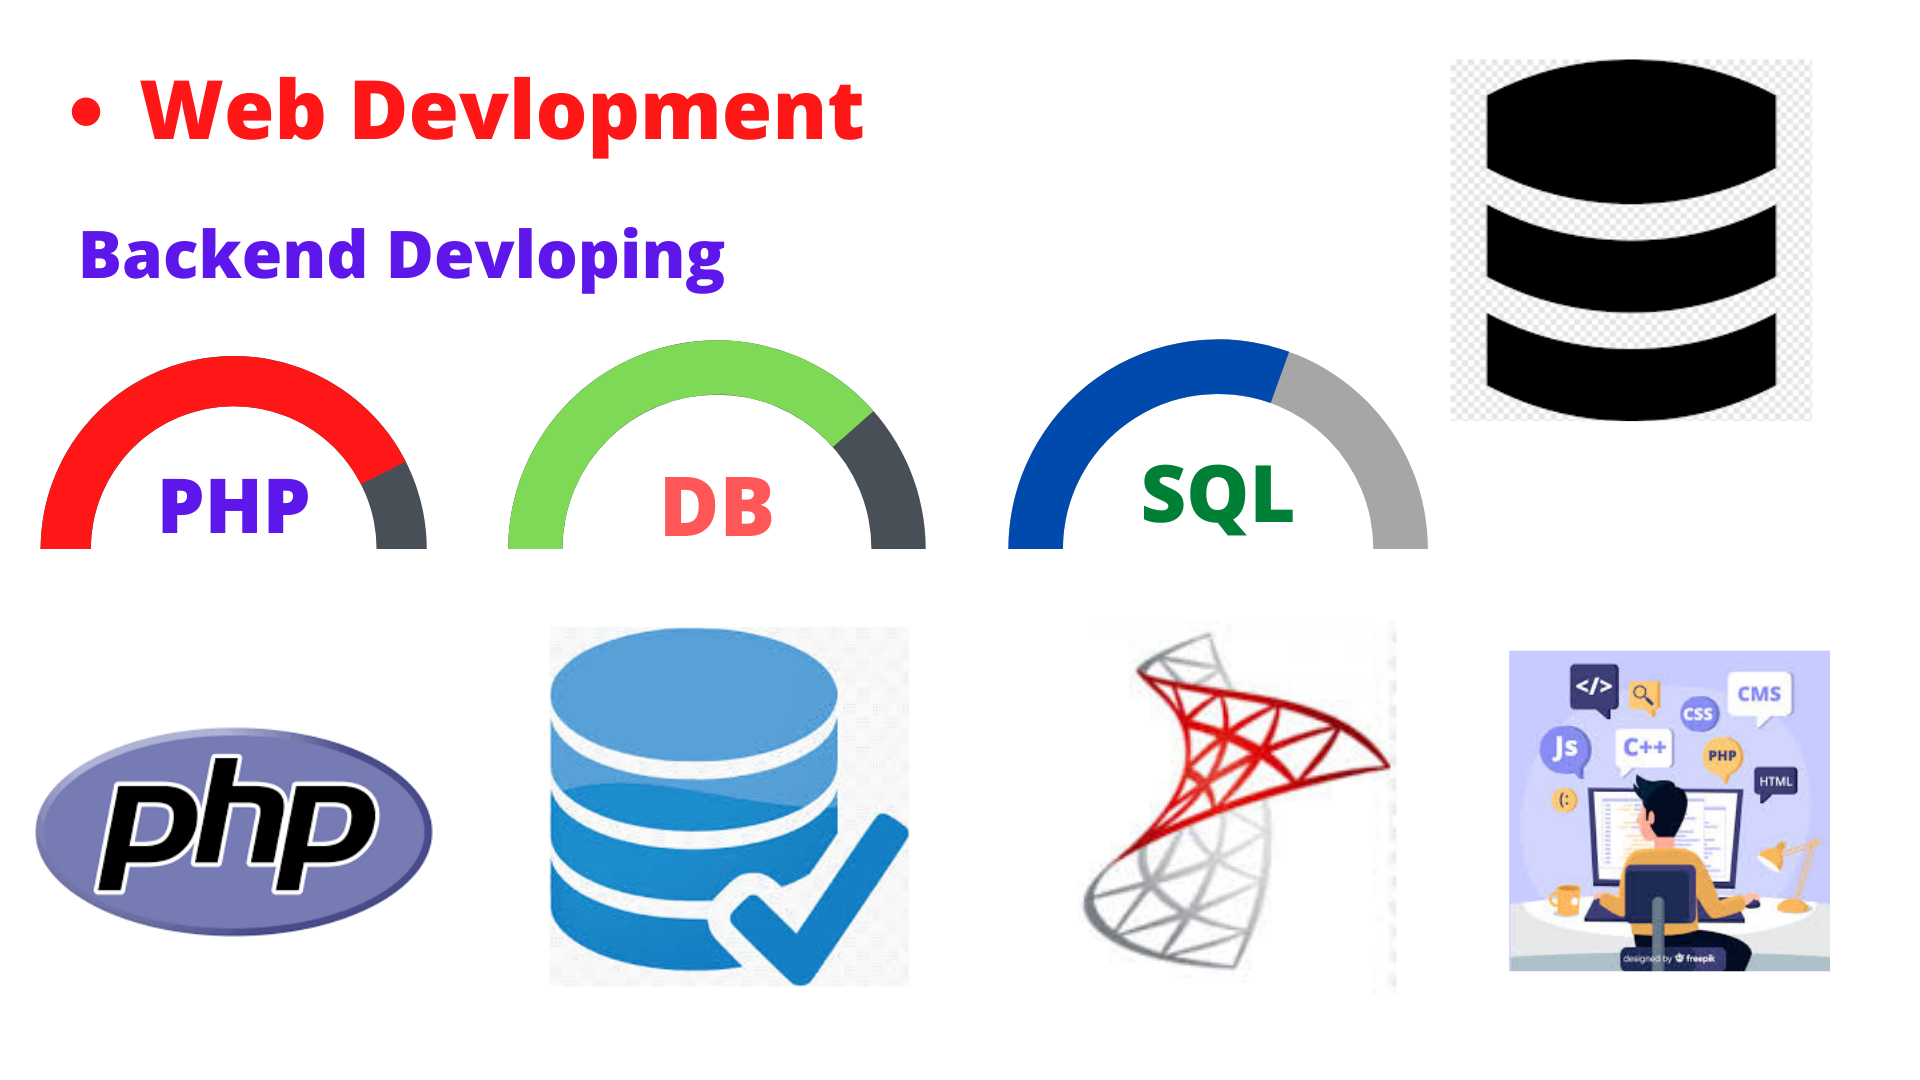 • Web Devlopment
Backend Devloping
PHP
DB
SQL
php
</>
CMS
CSS
Js
C++
PHP
HTML
(:
designed by freepik